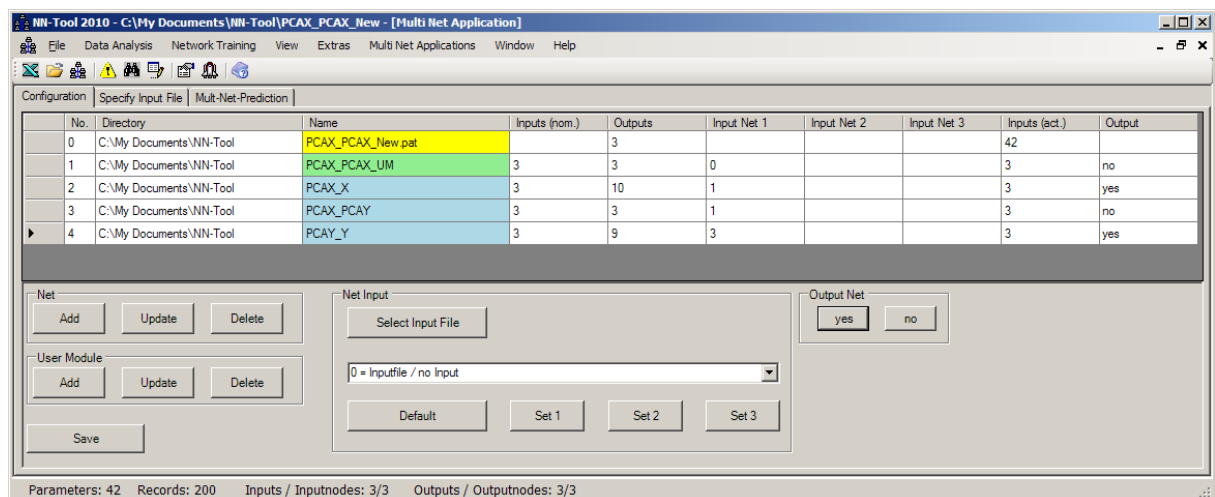 NN-Tool 2010 - C:\My Documents\NN-Tool\PCAX_PCAX_New - [Multi Net Application]
File Data Analysis Network Training View Extras Multi Net Applications Window Help
Configuration Specify Input File Mult-Net-Prediction
No. Directory Name Inputs (nom.) Outputs Input Net 1 Input Net 2 Input Net 3 Inputs (act.) Output
0 C:\My Documents\NN-Tool PCAX_PCAX_New.pat 3 42
1 C:\My Documents\NN-Tool PCAX_PCAX_UM 3 3 0 3 no
2 C:\My Documents\NN-Tool PCAX_X 3 10 1 3 yes
3 C:\My Documents\NN-Tool PCAX_PCAY 3 3 1 3 no
4 C:\My Documents\NN-Tool PCAY_Y 3 9 3 3 yes
Net Net Input Output Net
Add Update Delete Select Input File yes no
User Module
Add Update Delete 0 = Inputfile / no Input
Default Set 1 Set 2 Set 3
Save
Parameters: 42 Records: 200 Inputs / Inputnodes: 3/3 Outputs / Outputnodes: 3/3